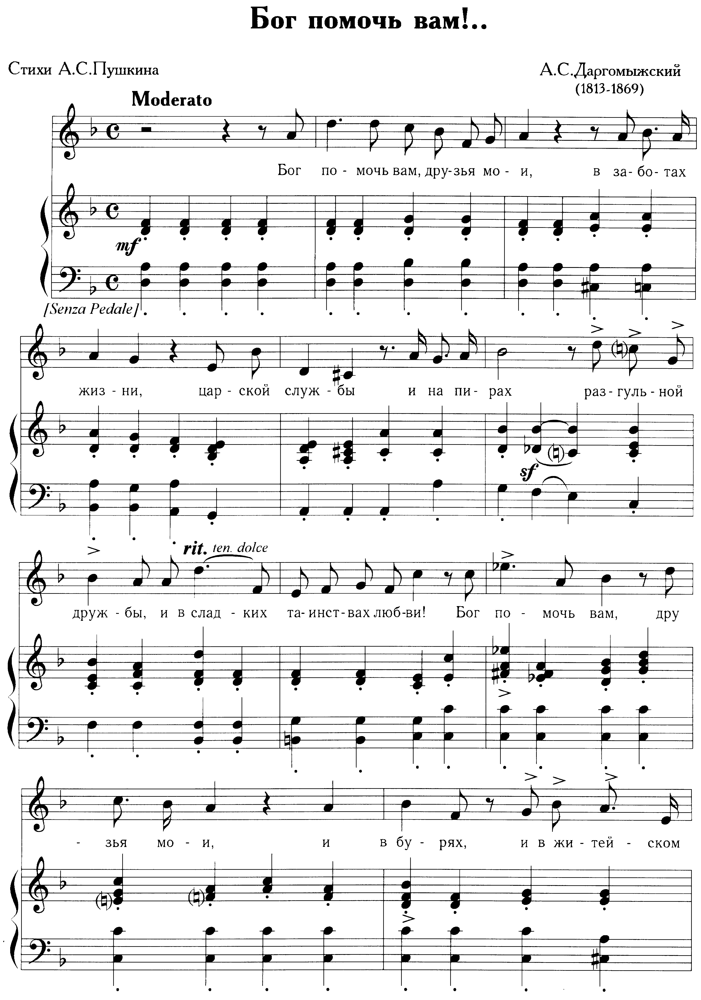 Бог помочь вам!..
Стихи А.С.Пушкина
А.С.Даргомыжский
(1813-1869)
Moderato
Бог по - мочь вам, дру-зья мо - и, в за- бо- тах
mf
[Senza Pedale]
жиз - ни, цар - ской служ - бы и на пи - рах раз - гуль - ной
sf
rit. ten. dolce
друж - бы, и в слад - ких та- инст- вах люб-ви! Бог по - мочь вам, дру
- зья мо - и, и в бу - рях, и в жи - тей - ском